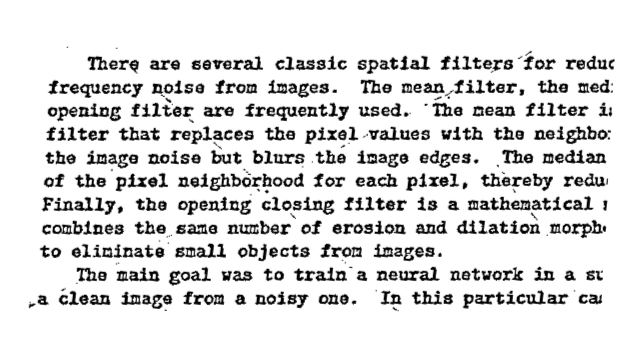 There are several classic spatial filters for reduc
frequency noise from images. The mean filter, the med
opening filter are frequently used. The mean filter i
filter that replaces the pixel values with the neighbo
the image noise but blurs the image edges. The median
of the pixel neighborhood for each pixel, thereby redu
Finally, the opening closing filter is a mathematical
combines the same number of erosion and dilation morph
to eliminate small objects from images.
The main goal was to train a neural network in a su
a clean image from a noisy one. In this particular ca